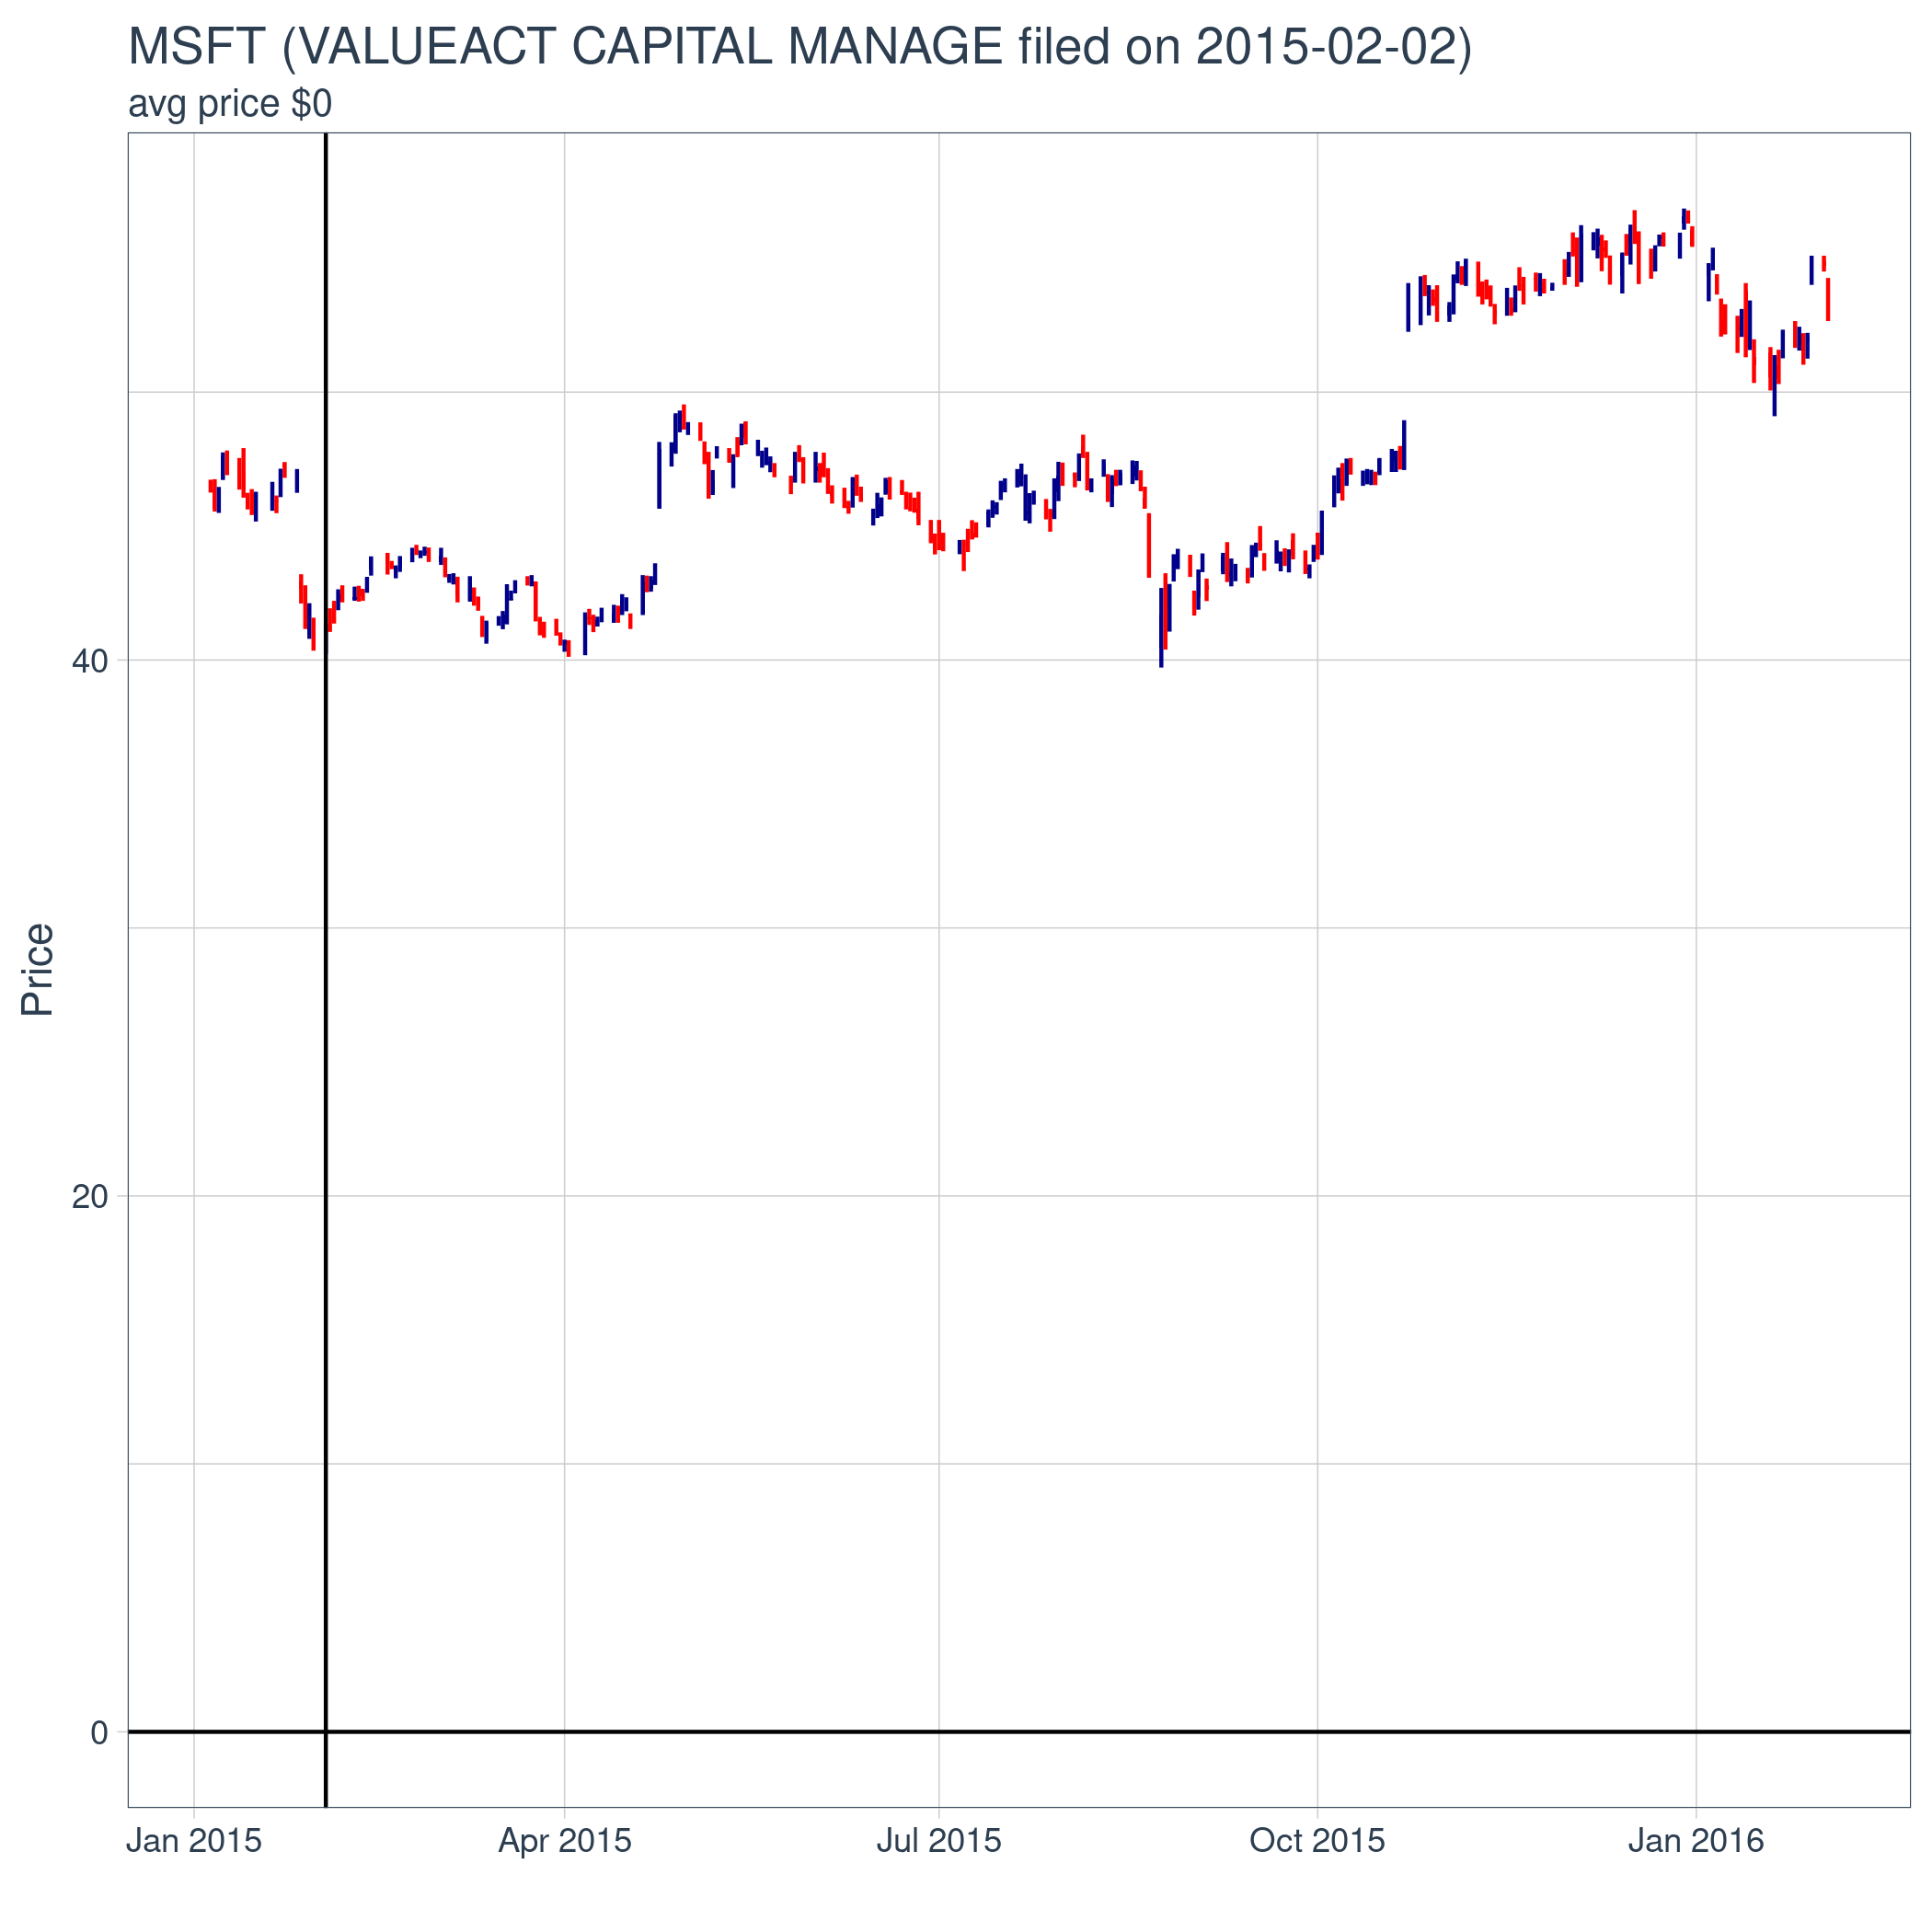 MSFT (VALUEACT CAPITAL MANAGE filed on 2015-02-02)
avg price $0
Price
40
20
0
Jan 2015
Apr 2015
Jul 2015
Oct 2015
Jan 2016